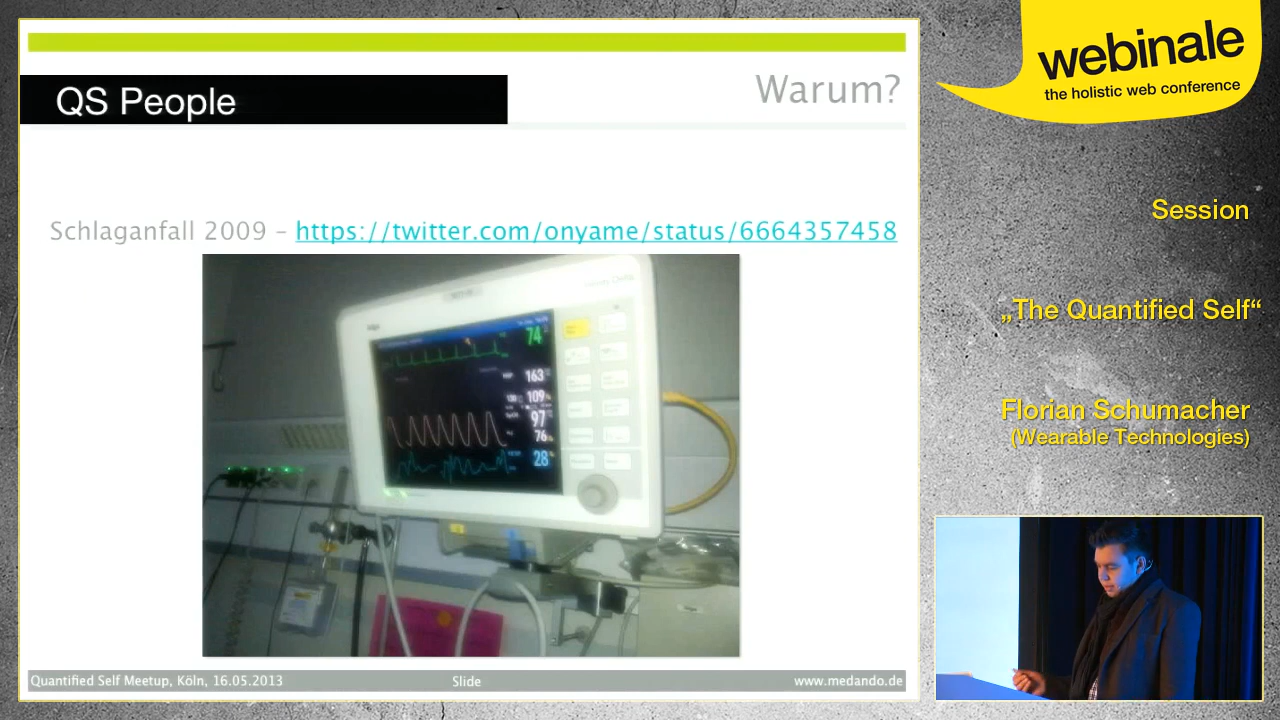 QS People
Warum?
Schlaganfall 2009 – https://twitter.com/onyame/status/6664357458
74
163
109
97
76
28
Quantified Self Meetup, Köln, 16.05.2013
Slide
www.medando.de
webinale
the holistic web conference
Session
„The Quantified Self“
Florian Schumacher
(Wearable Technologies)